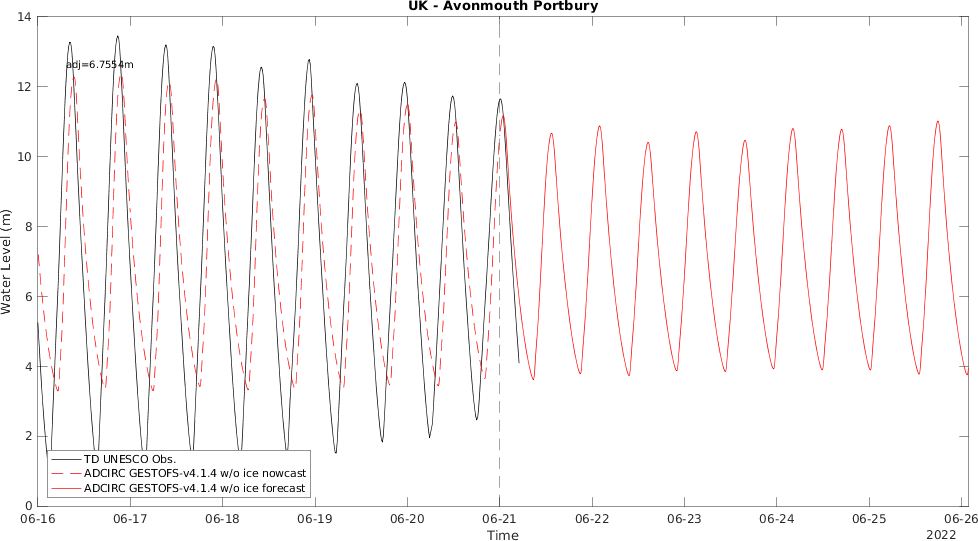 UK - Avonmouth Portbury
14
12
10
8
6
4
2
0
Water Level (m)
adj=6.7554m
TD UNESCO Obs.
ADCIRC GESTOFS-v4.1.4 w/o ice nowcast
ADCIRC GESTOFS-v4.1.4 w/o ice forecast
06-16 06-17 06-18 06-19 06-20 06-21 06-22 06-23 06-24 06-25 06-26
Time
2022